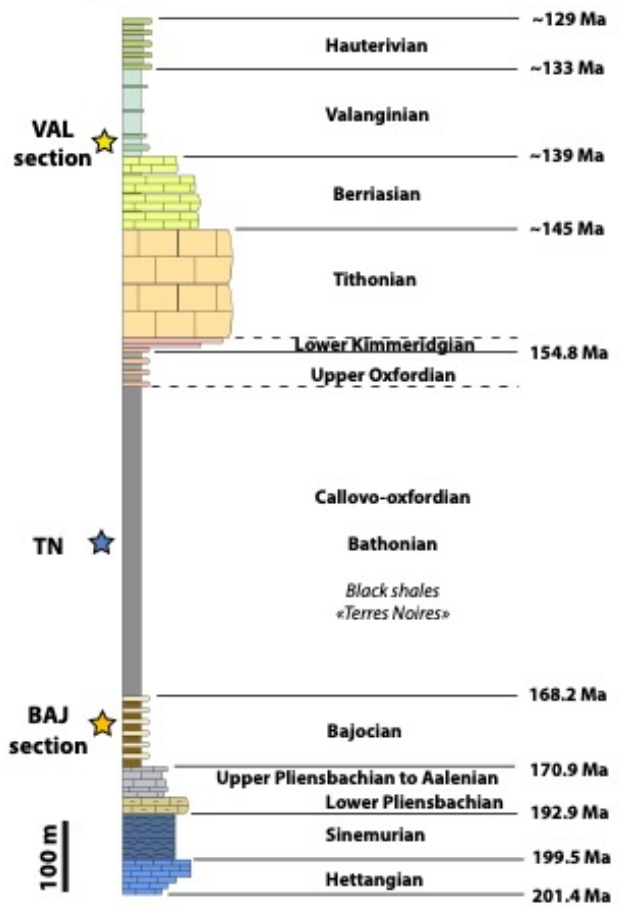 ~129 Ma
Hauterivian
~133 Ma
Valanginian
VAL
section
~139 Ma
Berriasian
~145 Ma
Tithonian
Lower Kimmeridgian
154.8 Ma
Upper Oxfordian
Callovo-oxfordian
TN
Bathonian
Black shales
«Terres Noires»
168.2 Ma
BAJ
section
Bajocian
170.9 Ma
Upper Pliensbachian to Aalenian
Lower Pliensbachian
192.9 Ma
Sinemurian
100 m
199.5 Ma
Hettangian
201.4 Ma